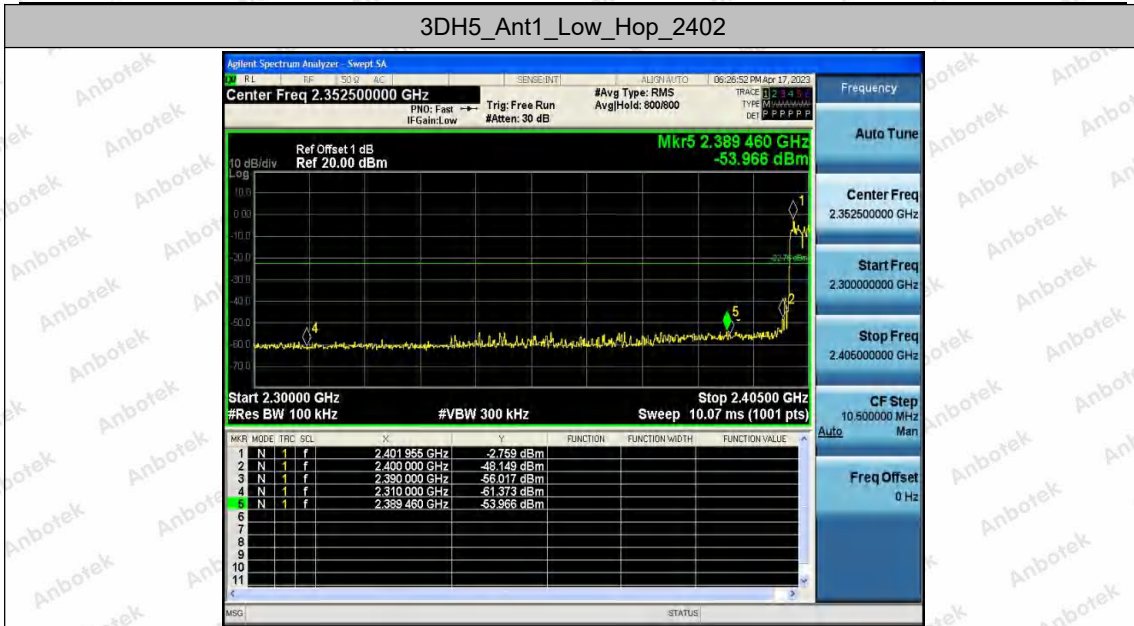 3DH5_Ant1_Low_Hop_2402
Agilent Spectrum Analyzer - Swept SA
RL RF 50 Ω AC SENSE:INT ALIGN AUTO 06:26:52 PM Apr 17, 2023
Center Freq 2.352500000 GHz
PNO: Fast
IFGain:Low
Trig: Free Run
#Atten: 30 dB
#Avg Type: RMS
Avg|Hold: 800/800
TRACE 1 2 3 4 5 6
TYPE M
DET P P P P P P
Ref Offset 1 dB
10 dB/div Ref 20.00 dBm
Log
Mkr5 2.389 460 GHz
-53.966 dBm
10.0
0.00
-10.0
-20.0
-30.0
-40.0
-50.0
-60.0
-70.0
1
2
5
4
Start 2.30000 GHz
#Res BW 100 kHz
#VBW 300 kHz
Stop 2.40500 GHz
Sweep 10.07 ms (1001 pts)
MKR MODE TRC SCL X Y FUNCTION FUNCTION WIDTH FUNCTION VALUE
1 N 1 f 2.401 955 GHz -2.759 dBm
2 N 1 f 2.400 000 GHz -48.149 dBm
3 N 1 f 2.390 000 GHz -56.017 dBm
4 N 1 f 2.310 000 GHz -61.373 dBm
5 N 1 f 2.389 460 GHz -53.966 dBm
6
7
8
9
10
11
MSG STATUS
Frequency
Auto Tune
Center Freq
2.352500000 GHz
Start Freq
2.300000000 GHz
Stop Freq
2.405000000 GHz
CF Step
10.500000 MHz
Auto Man
Freq Offset
0 Hz
Anbotek